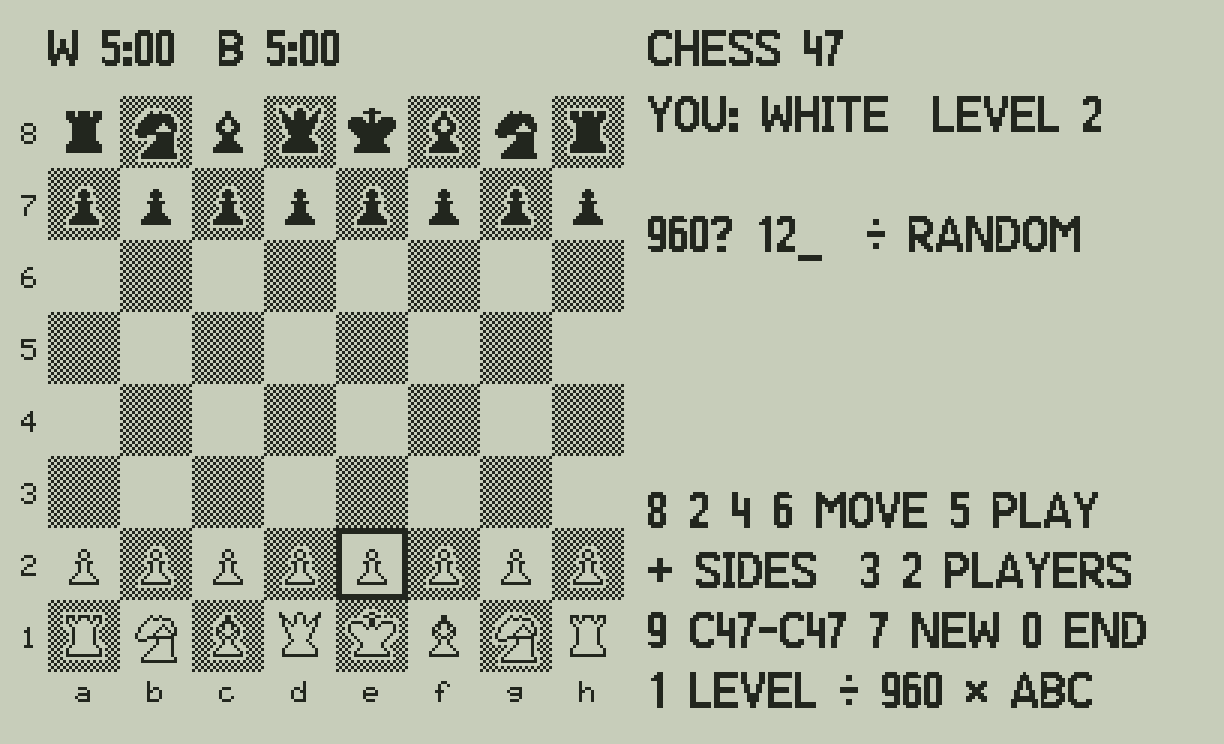 W 5:00 B 5:00
8
7
6
5
4
3
2
1
a b c d e f g h
CHESS 47
YOU: WHITE LEVEL 2
960? 12_ ÷ RANDOM
8 2 4 6 MOVE 5 PLAY
+ SIDES 3 2 PLAYERS
9 C47-C47 7 NEW 0 END
1 LEVEL ÷ 960 × ABC